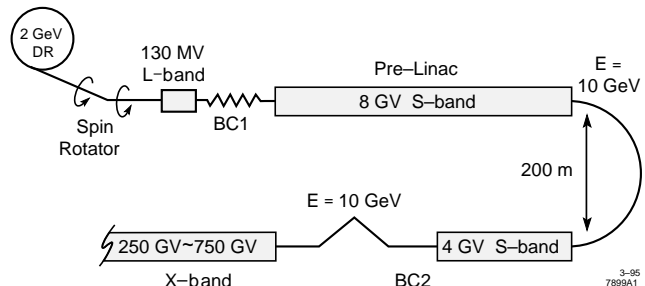 2 GeV
DR
Spin
Rotator
130 MV
L–band
BC1
Pre–Linac
8 GV S–band
E =
10 GeV
200 m
E = 10 GeV
250 GV~750 GV
X–band
BC2
4 GV S–band
3–95
7899A1